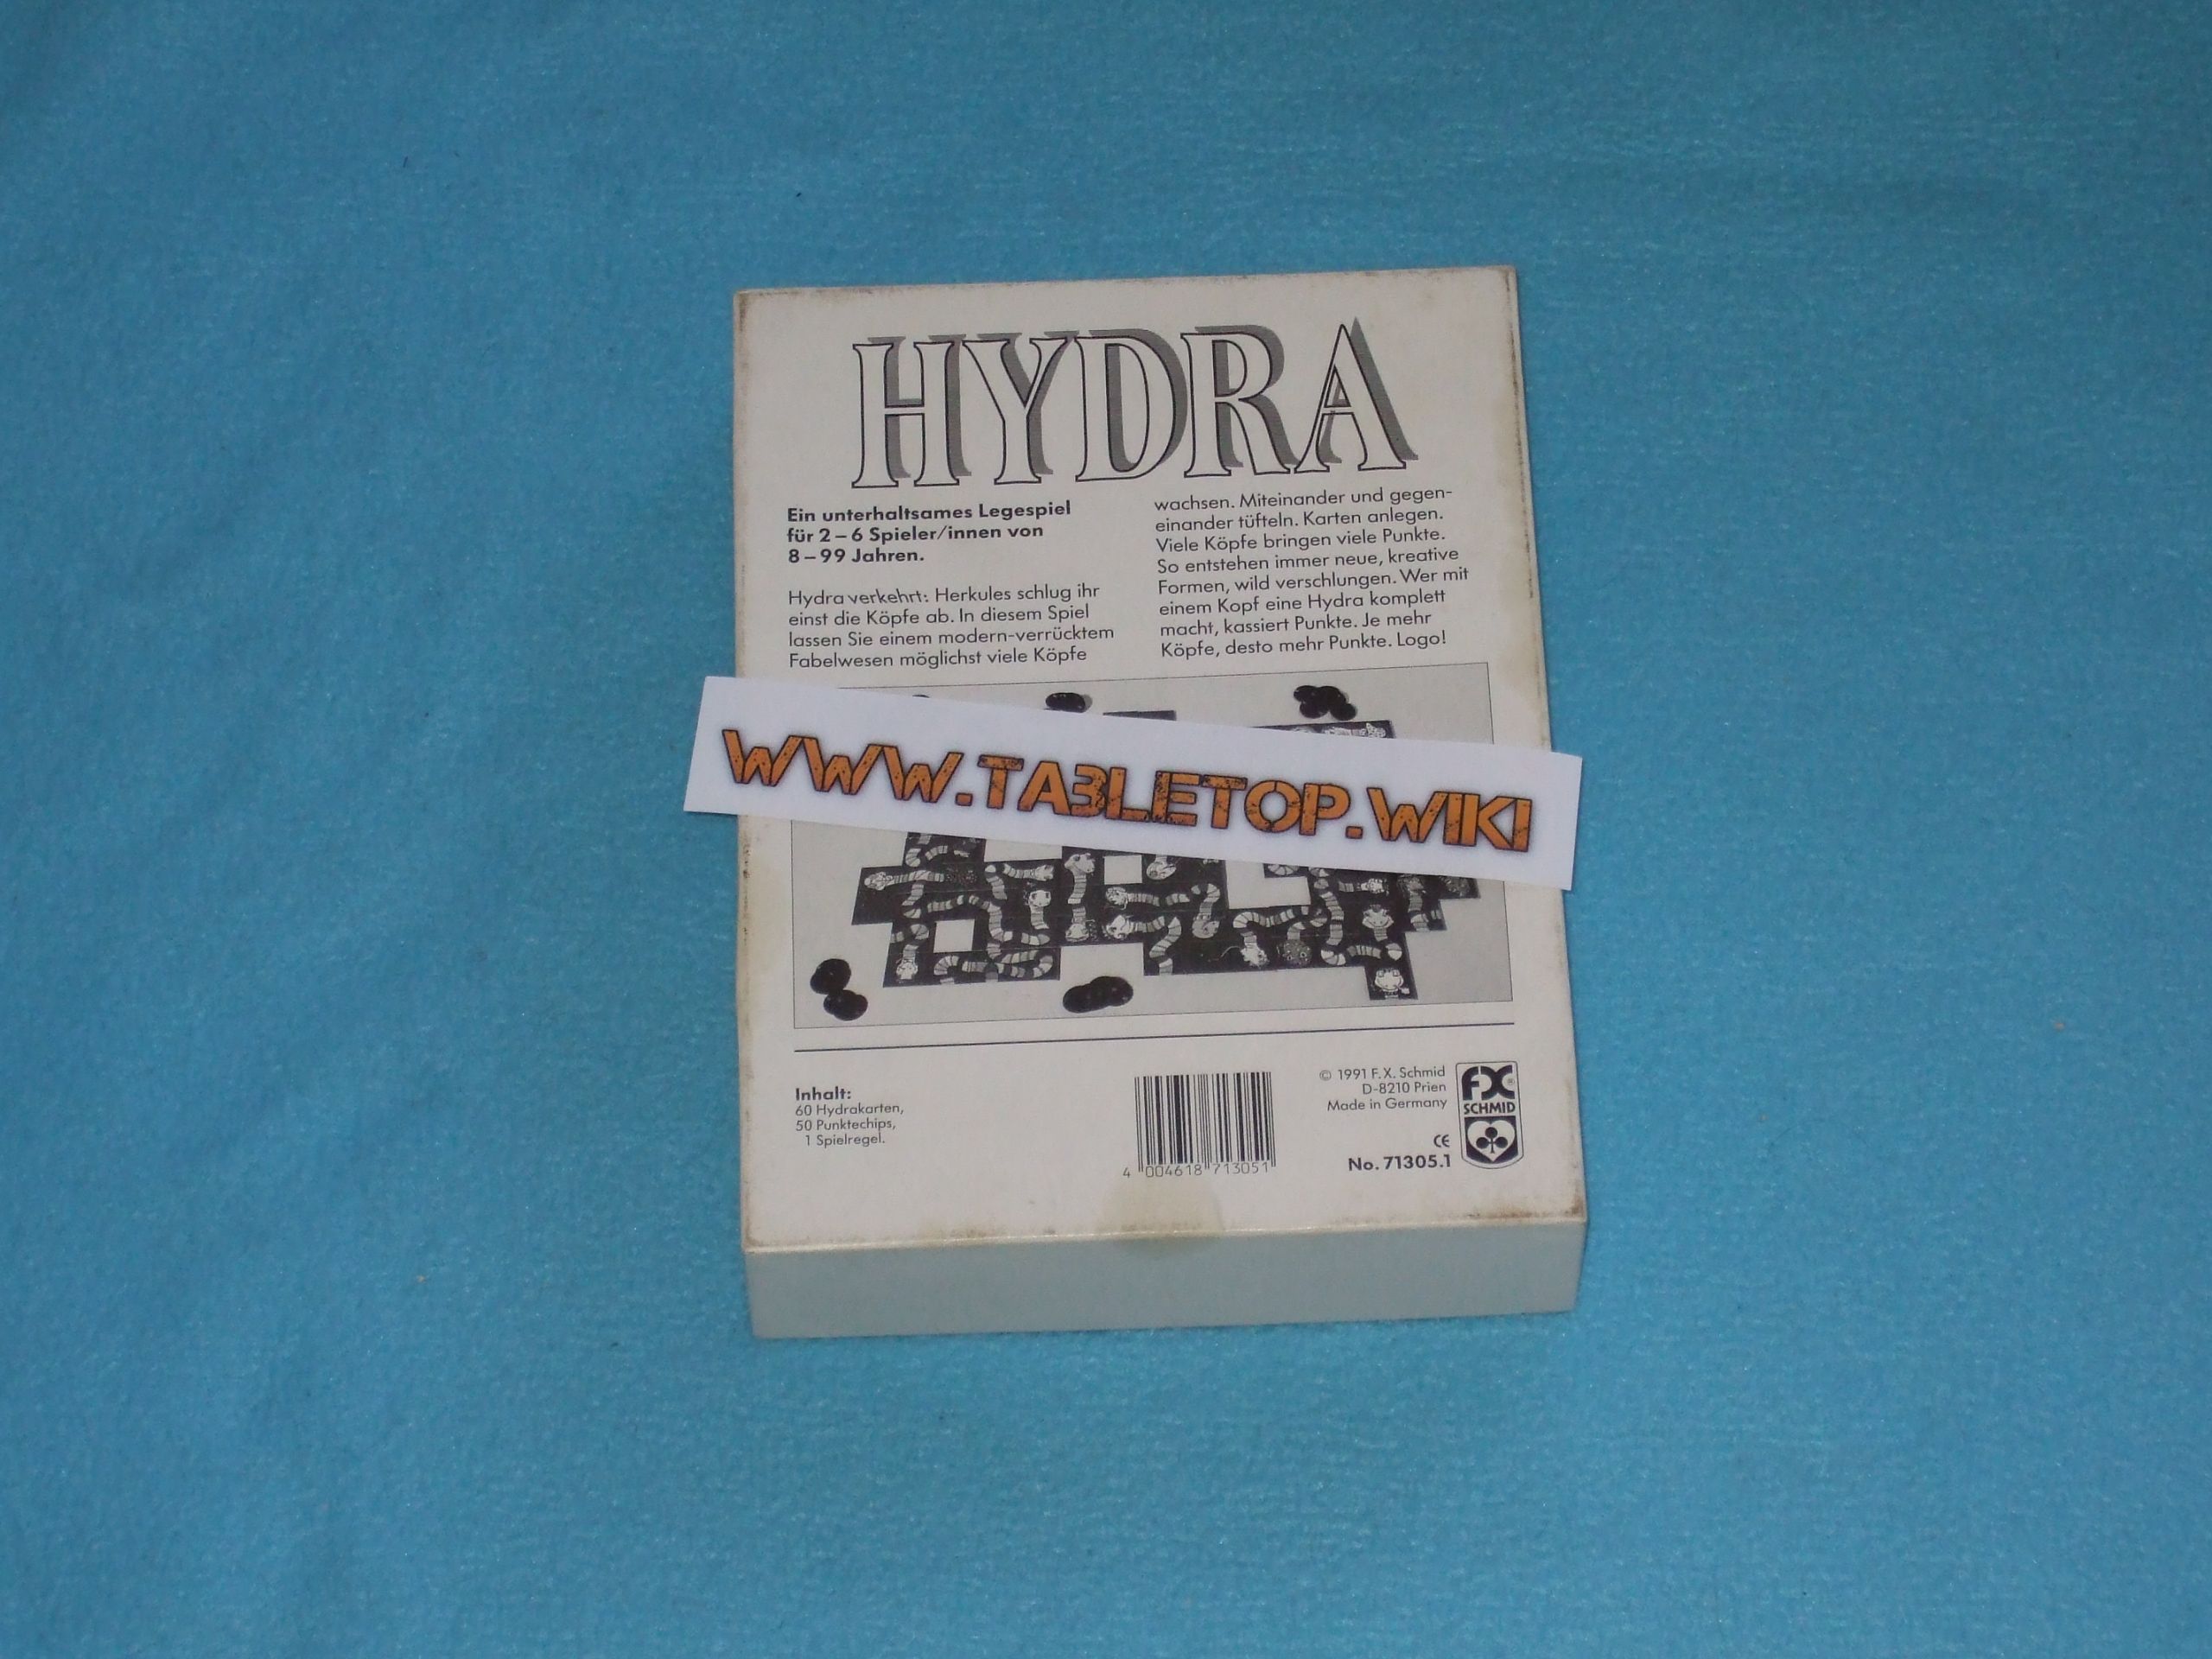 HYDRA
Ein unterhaltsames Legespiel
für 2 – 6 Spieler/innen von
8 – 99 Jahren.
Hydra verkehrt: Herkules schlug ihr
einst die Köpfe ab. In diesem Spiel
lassen Sie einem modern-verrücktem
Fabelwesen möglichst viele Köpfe
wachsen. Miteinander und gegen-
einander tüfteln. Karten anlegen.
Viele Köpfe bringen viele Punkte.
So entstehen immer neue, kreative
Formen, wild verschlungen. Wer mit
einem Kopf eine Hydra komplett
macht, kassiert Punkte. Je mehr
Köpfe, desto mehr Punkte. Logo!
WWW.TABLETOP.WIKI
Inhalt:
60 Hydrakarten,
50 Punktechips,
1 Spielregel.
4 004618 713051
© 1991 F.X. Schmid
D-8210 Prien
Made in Germany
CE
No. 71305.1
FX®
SCHMID